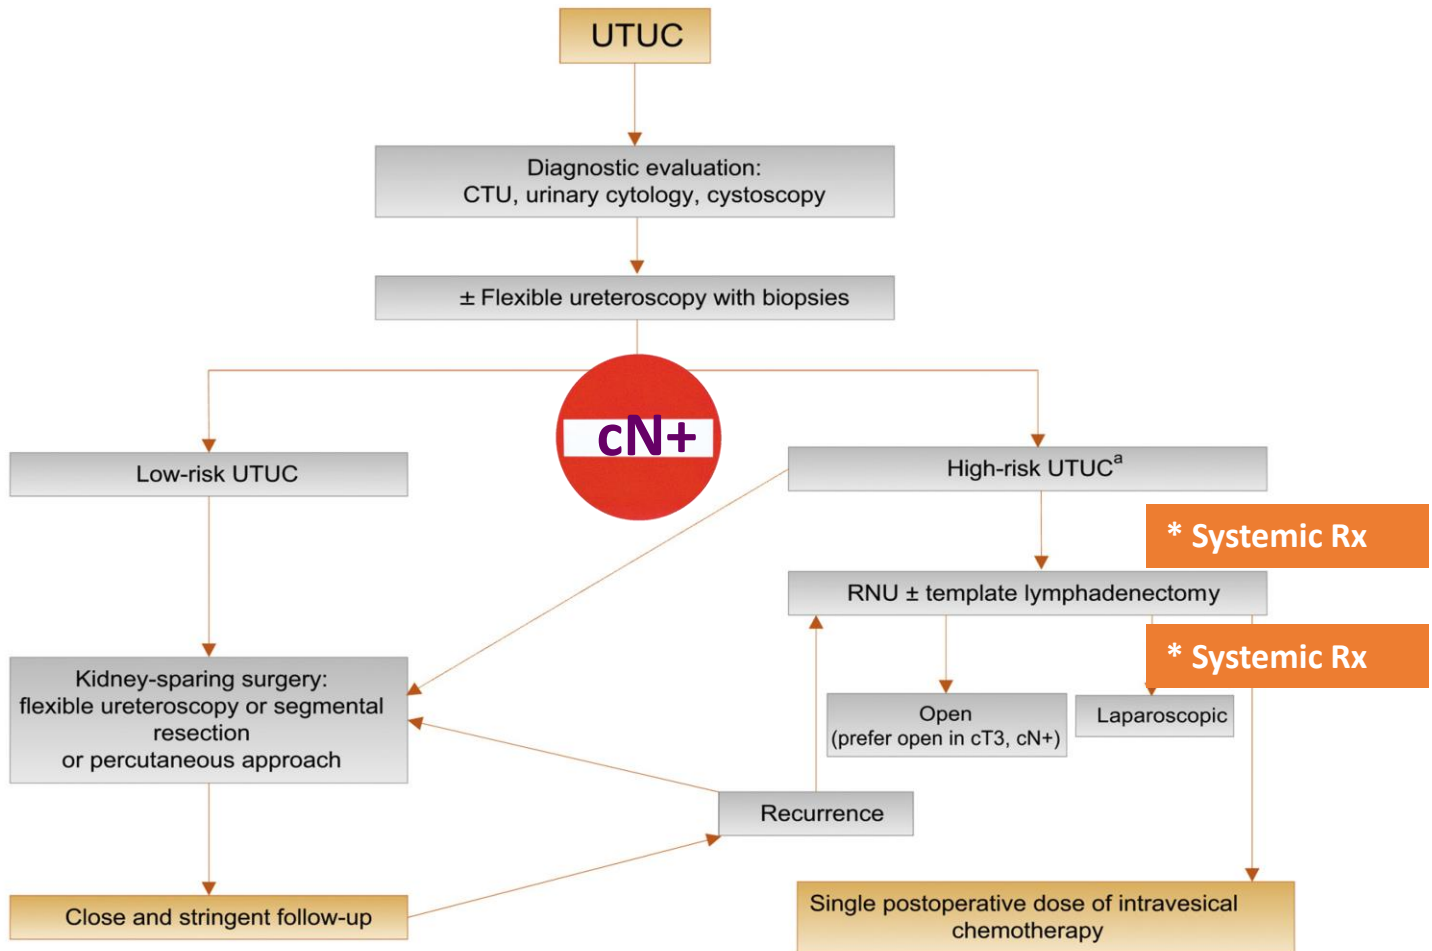 UTUC
Diagnostic evaluation:
CTU, urinary cytology, cystoscopy
± Flexible ureteroscopy with biopsies
cN+
Low-risk UTUC
High-risk UTUCᵃ
* Systemic Rx
RNU ± template lymphadenectomy
* Systemic Rx
Kidney-sparing surgery:
flexible ureteroscopy or segmental
resection
or percutaneous approach
Open
(prefer open in cT3, cN+)
Laparoscopic
Recurrence
Close and stringent follow-up
Single postoperative dose of intravesical
chemotherapy